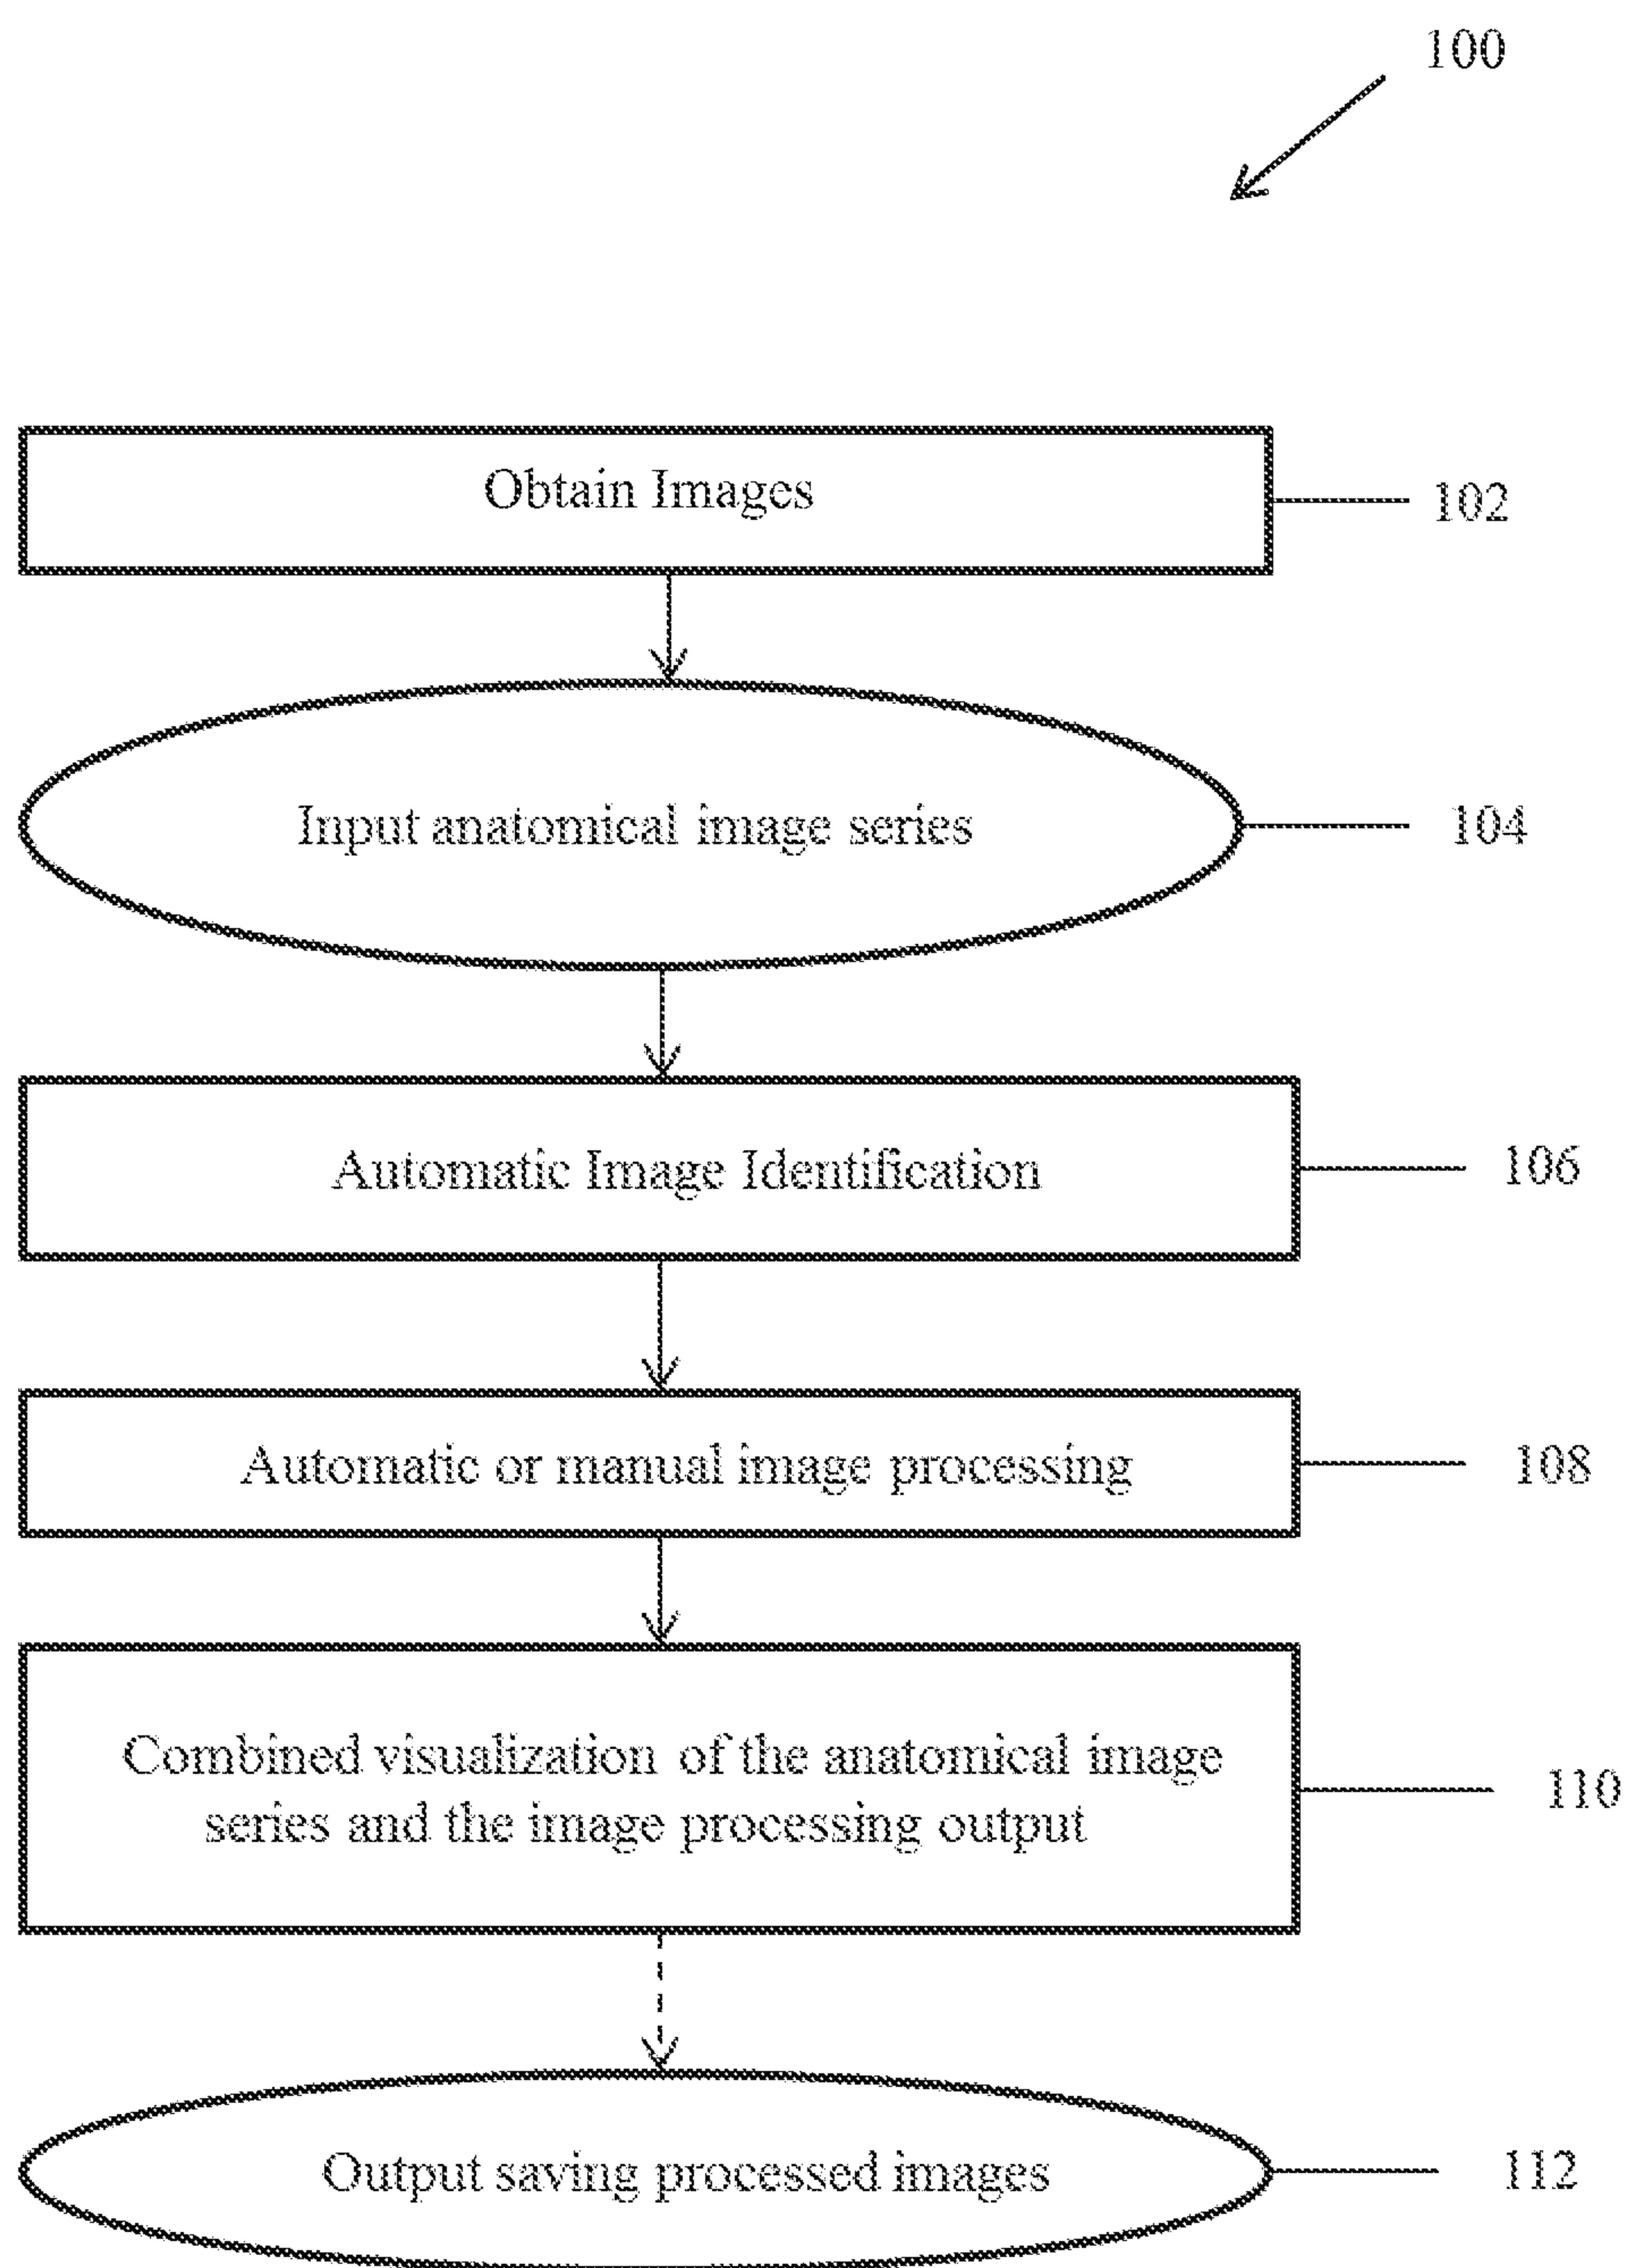 100
Obtain Images
102
Input anatomical image series
104
Automatic Image Identification
106
Automatic or manual image processing
108
Combined visualization of the anatomical image
series and the image processing output
110
Output saving processed images
112